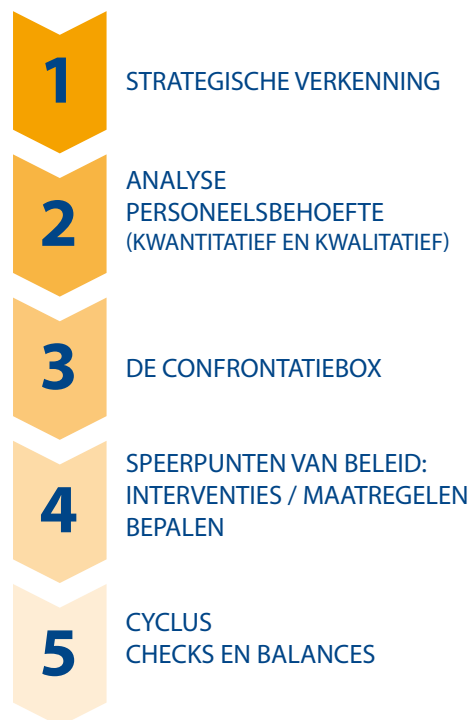 1
STRATEGISCHE VERKENNING
2
ANALYSE
PERSONEELSBEHOEFTE
(KWANTITATIEF EN KWALITATIEF)
3
DE CONFRONTATIEBOX
4
SPEERPUNTEN VAN BELEID:
INTERVENTIES / MAATREGELEN
BEPALEN
5
CYCLUS
CHECKS EN BALANCES